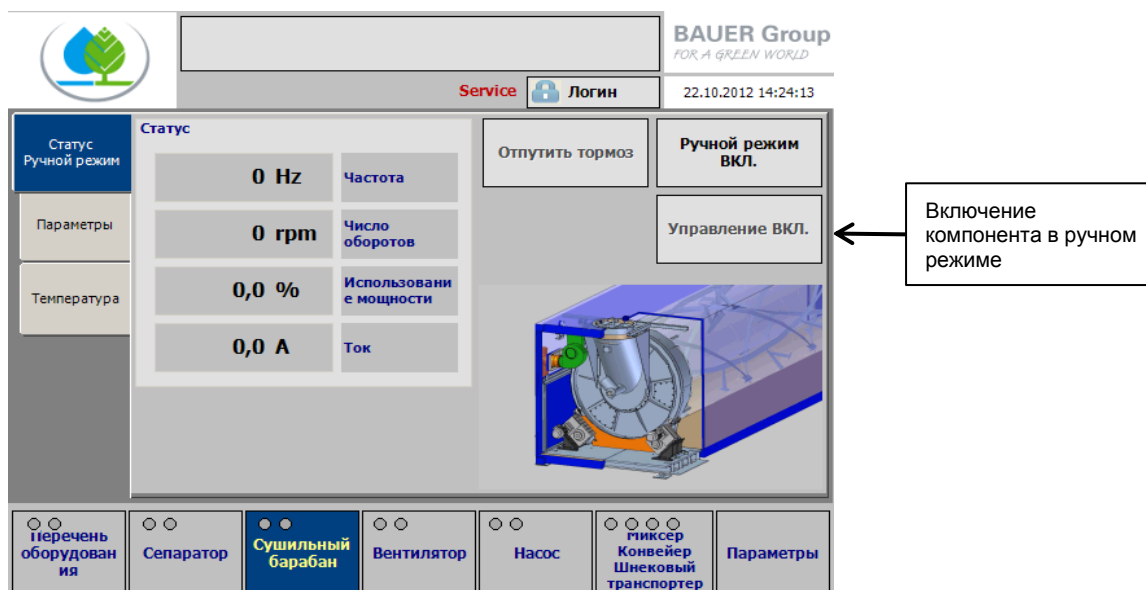 BAUER Group
FOR A GREEN WORLD
Service
Логин
22.10.2012 14:24:13
Статус
Ручной режим
Параметры
Температура
Статус
0 Hz
Частота
0 rpm
Число
оборотов
0,0 %
Использовани
е мощности
0,0 A
Ток
Отпутить тормоз
Ручной режим
ВКЛ.
Управление ВКЛ.
Включение
компонента в ручном
режиме
Перечень
оборудован
ия
Сепаратор
Сушильный
барабан
Вентилятор
Насос
Миксер
Конвейер
Шнековый
транспортер
Параметры